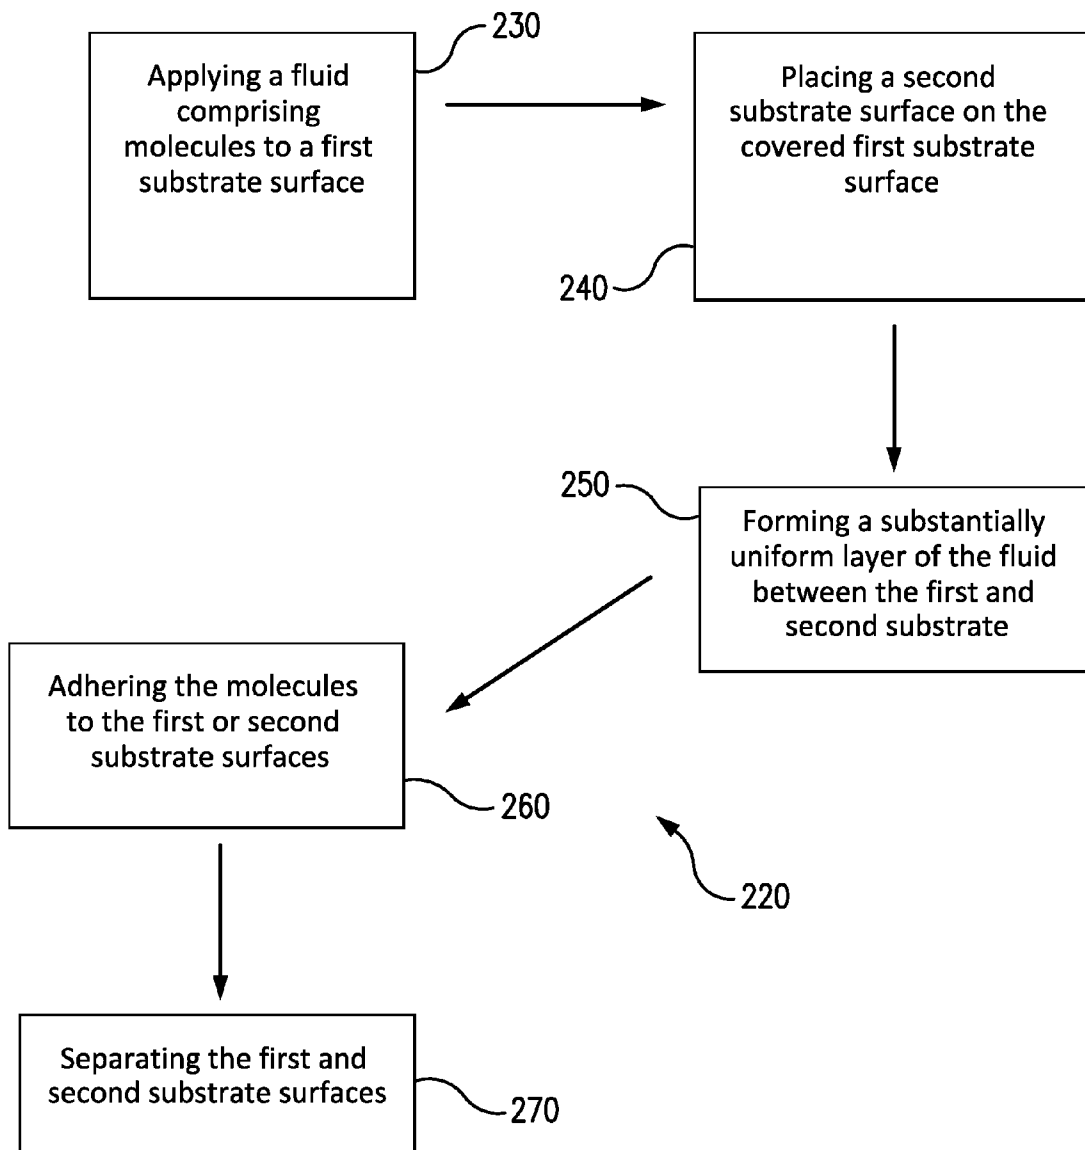 230
Applying a fluid
comprising
molecules to a first
substrate surface
Placing a second
substrate surface on the
covered first substrate
surface
240
250
Forming a substantially
uniform layer of the fluid
between the first and
second substrate
Adhering the molecules
to the first or second
substrate surfaces
260
220
Separating the first and
second substrate surfaces
270